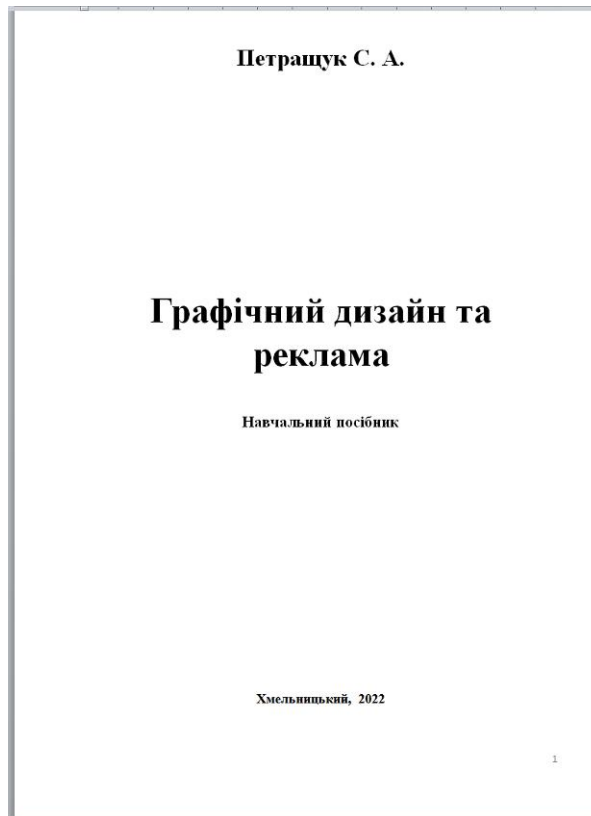 Петращук С. А.
Графічний дизайн та
реклама
Навчальний посібник
Хмельницький, 2022
1